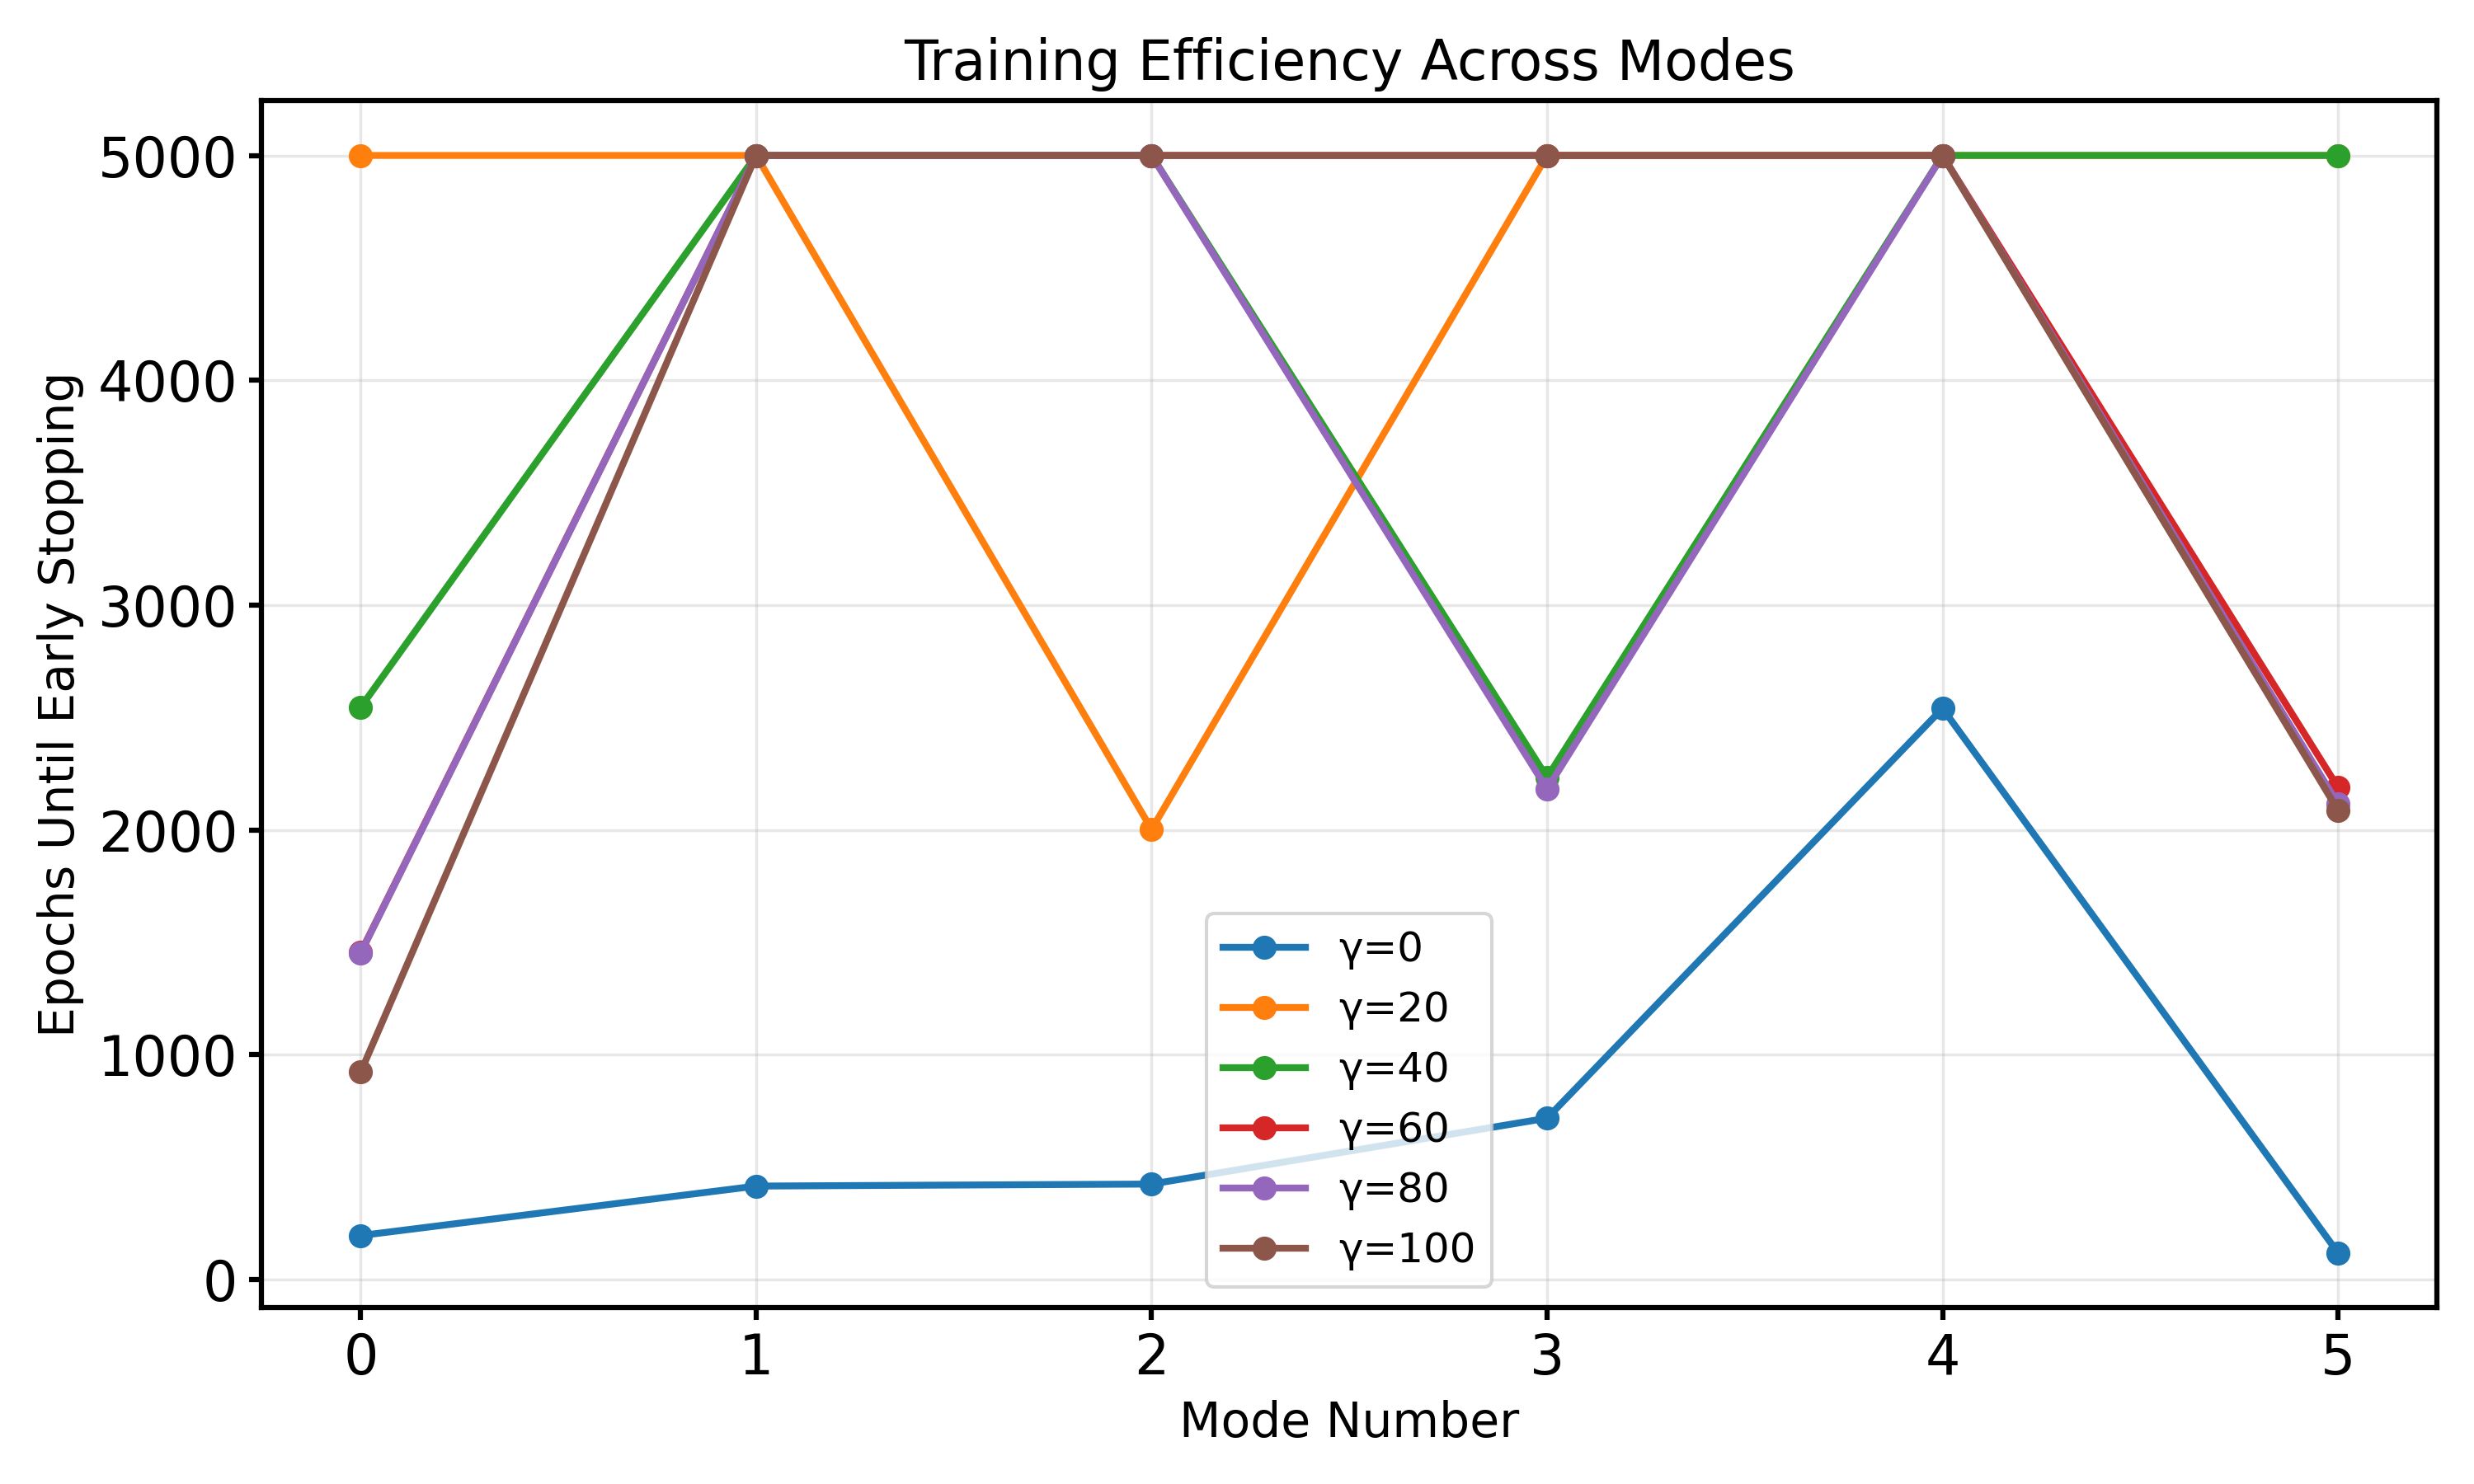 Training Efficiency Across Modes
Epochs Until Early Stopping
5000
4000
3000
2000
1000
0
γ=0
γ=20
γ=40
γ=60
γ=80
γ=100
0 1 2 3 4 5
Mode Number